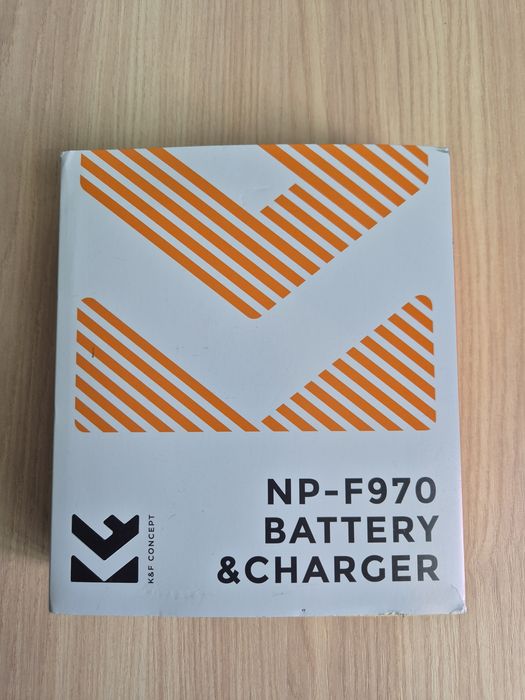 NP-F970
BATTERY
&CHARGER
K&F CONCEPT